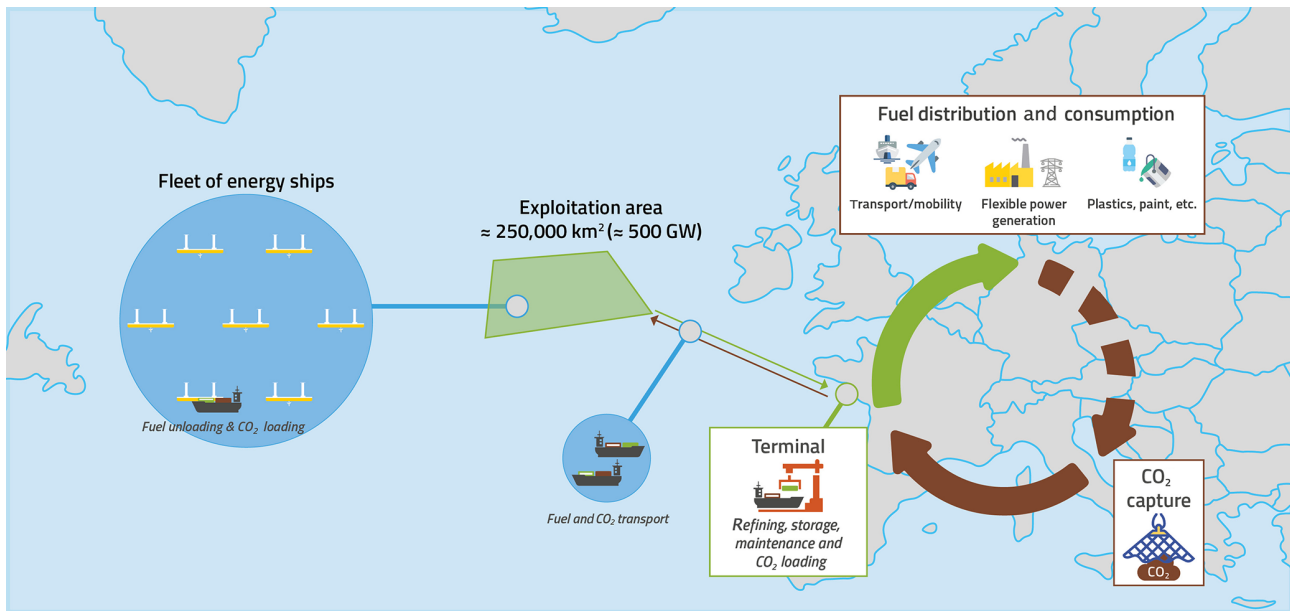 Fuel distribution and consumption
Transport/mobility
Flexible power
generation
Plastics, paint, etc.
Fleet of energy ships
Exploitation area
≈ 250,000 km² (≈ 500 GW)
Fuel unloading & CO₂ loading
Fuel and CO₂ transport
Terminal
Refining, storage,
maintenance and
CO₂ loading
CO₂
capture
CO₂